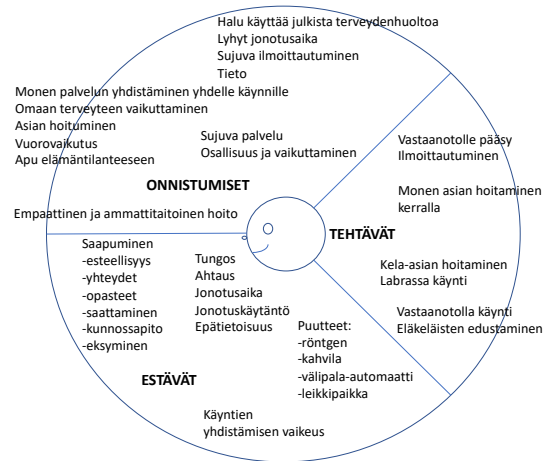 Halu käyttää julkista terveydenhuoltoa
Lyhyt jonotusaika
Sujuva ilmoittautuminen
Tieto
Monen palvelun yhdistäminen yhdelle käynnille
Omaan terveyteen vaikuttaminen
Asian hoituminen
Vuorovaikutus
Apu elämäntilanteeseen
Sujuva palvelu
Osallisuus ja vaikuttaminen
ONNISTUMISET
Empaattinen ja ammattitaitoinen hoito
Vastaanotolle pääsy
Ilmoittautuminen
Monen asian hoitaminen
kerralla
TEHTÄVÄT
Kela-asian hoitaminen
Labrassa käynti
Vastaanotolla käynti
Eläkeläisten edustaminen
Saapuminen
-esteellisyys
-yhteydet
-opasteet
-saattaminen
-kunnossapito
-eksyminen
Tungos
Ahtaus
Jonotusaika
Jonotuskäytäntö
Epätietoisuus
Puutteet:
-röntgen
-kahvila
-välipala-automaatti
-leikkipaikka
ESTÄVÄT
Käyntien
yhdistämisen vaikeus